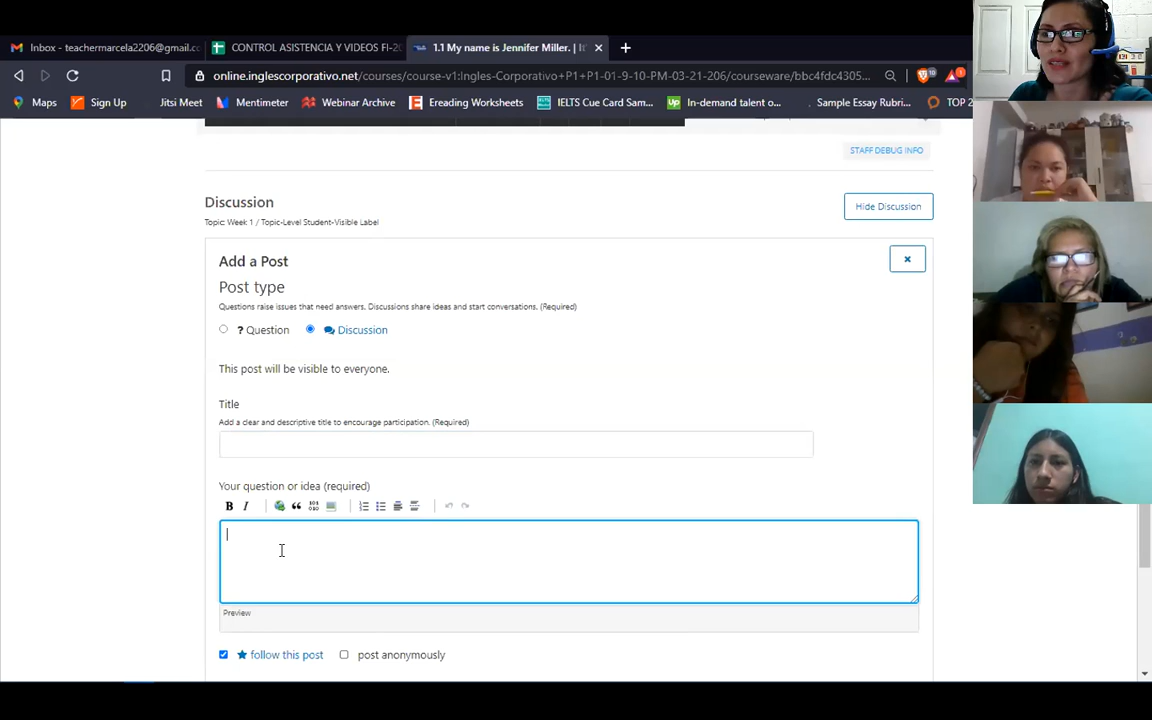 Inbox - teachermarcela2206@gmail.cc
CONTROL ASISTENCIA Y VIDEOS FI-20
1.1 My name is Jennifer Miller. | I
online.inglescorporativo.net/courses/course-v1:Ingles-Corporativo+P1+P1-01-9-10-PM-03-21-206/courseware/bbc4fdc4305...
Maps
Sign Up
Jitsi Meet
Mentimeter
Webinar Archive
Ereading Worksheets
IELTS Cue Card Sam...
In-demand talent o...
Sample Essay Rubri...
TOP 2
STAFF DEBUG INFO
Discussion
Topic: Week 1 / Topic-Level Student-Visible Label
Hide Discussion
Add a Post
Post type
Questions raise issues that need answers. Discussions share ideas and start conversations. (Required)
? Question
Discussion
This post will be visible to everyone.
Title
Add a clear and descriptive title to encourage participation. (Required)
Your question or idea (required)
B I
Preview
follow this post
post anonymously